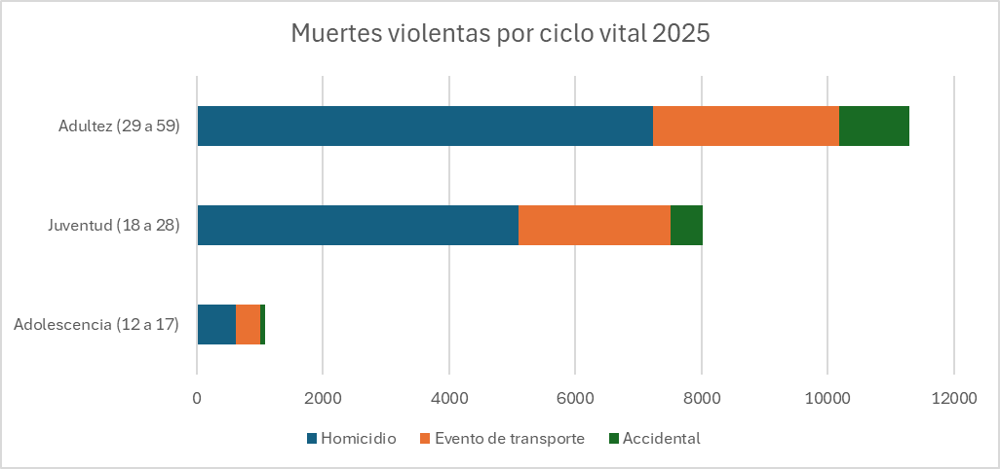 Muertes violentas por ciclo vital 2025
Adultez (29 a 59)
Juventud (18 a 28)
Adolescencia (12 a 17)
0 2000 4000 6000 8000 10000 12000
Homicidio Evento de transporte Accidental